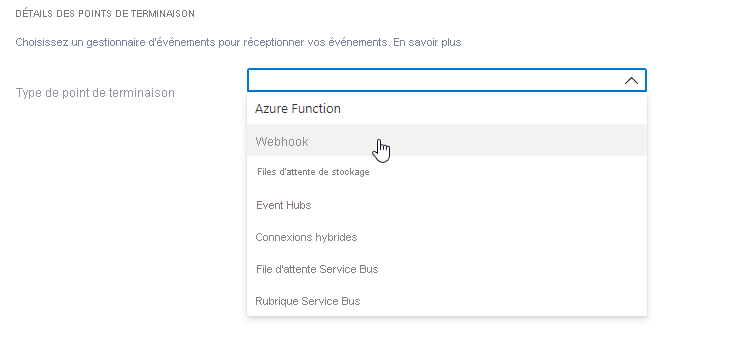 DÉTAILS DES POINTS DE TERMINAISON
Choisissez un gestionnaire d'événements pour réceptionner vos événements. En savoir plus
Type de point de terminaison
Azure Function
Webhook
Files d'attente de stockage
Event Hubs
Connexions hybrides
File d'attente Service Bus
Rubrique Service Bus